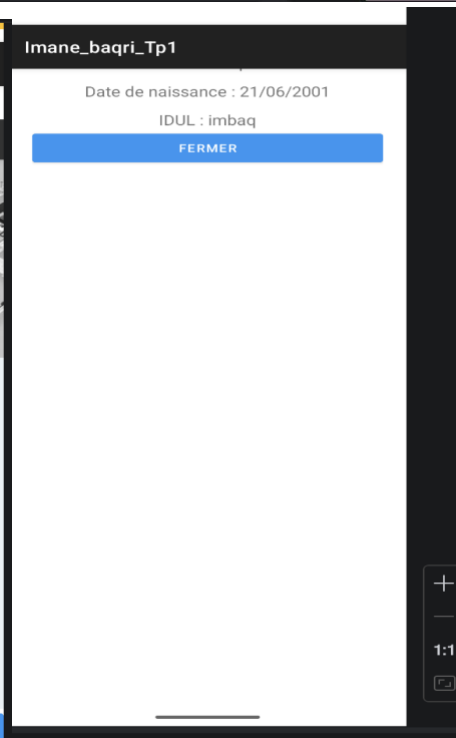 Imane_baqri_Tp1
Date de naissance : 21/06/2001
IDUL : imbaq
FERMER
1:1